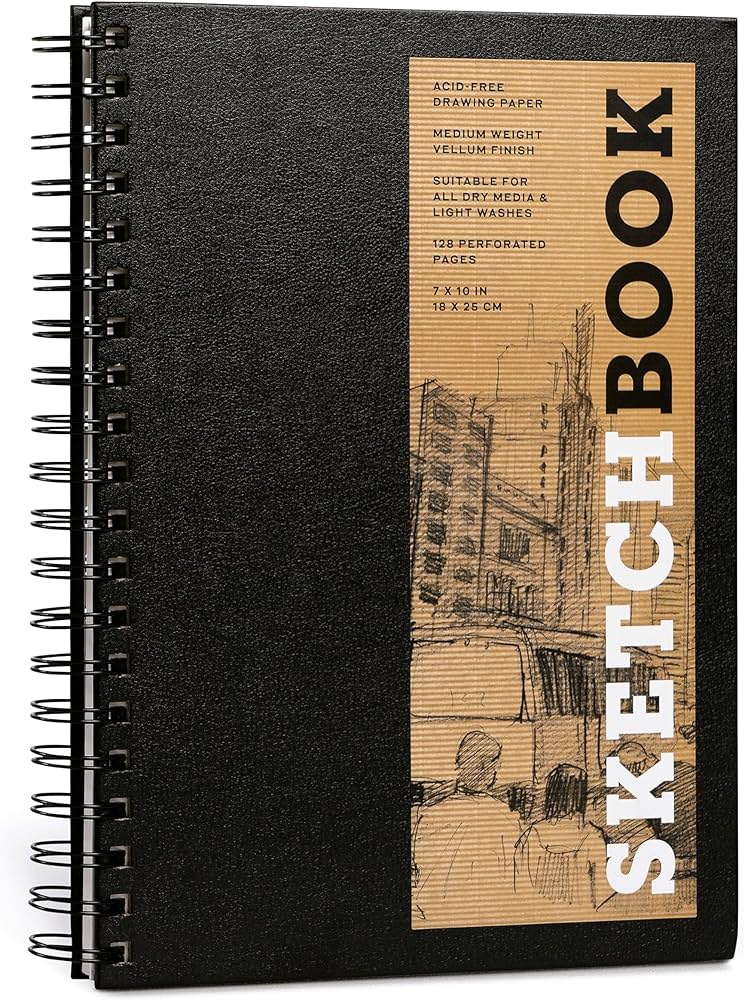 ACID-FREE
DRAWING PAPER
MEDIUM WEIGHT
VELLUM FINISH
SUITABLE FOR
ALL DRY MEDIA &
LIGHT WASHES
128 PERFORATED
PAGES
7 X 10 IN
18 X 25 CM
SKETCHBOOK